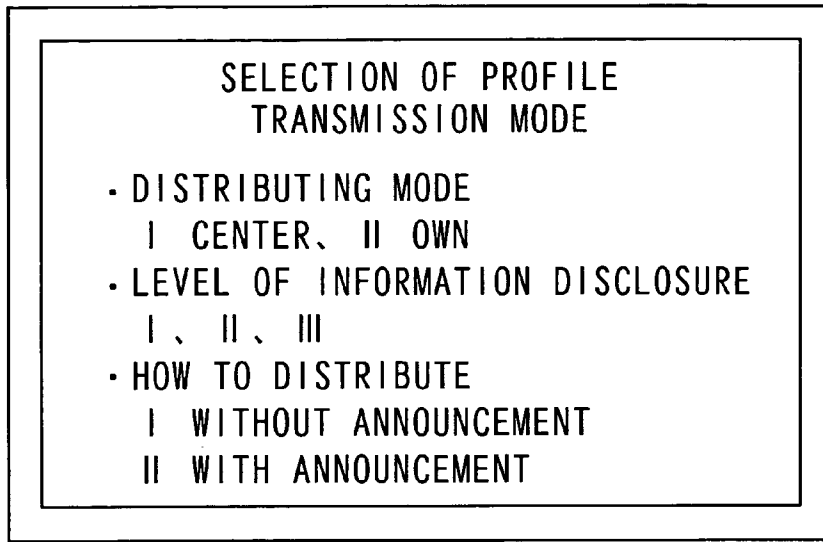 SELECTION OF PROFILE
TRANSMISSION MODE
・DISTRIBUTING MODE
Ⅰ CENTER、Ⅱ OWN
・LEVEL OF INFORMATION DISCLOSURE
Ⅰ、Ⅱ、Ⅲ
・HOW TO DISTRIBUTE
Ⅰ WITHOUT ANNOUNCEMENT
Ⅱ WITH ANNOUNCEMENT